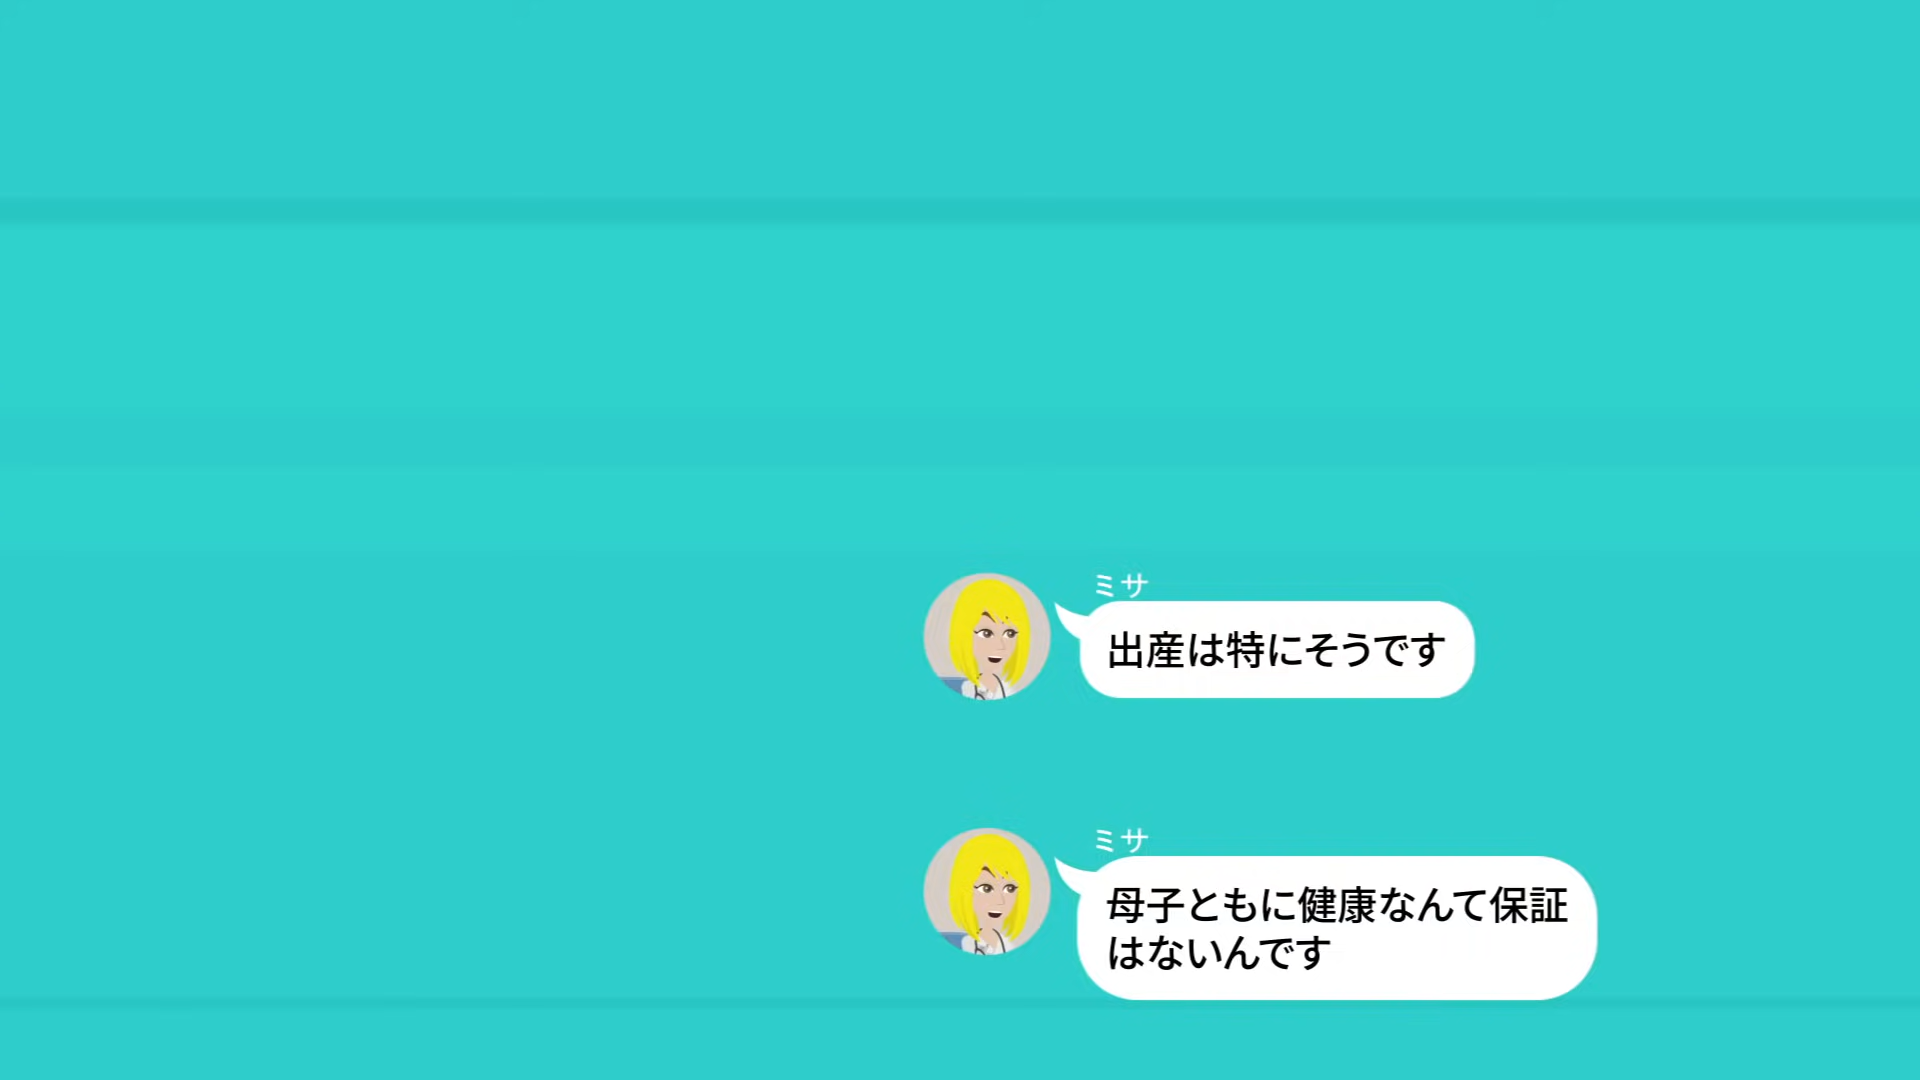 ミサ
出産は特にそうです
ミサ
母子ともに健康なんて保証
はないんです